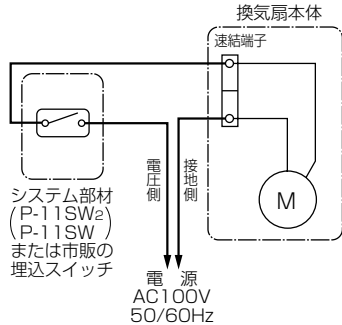 換気扇本体
速結端子
電圧側
接地側
M
システム部材
(P-11SW2
P-11SW)
または市販の
埋込スイッチ
電 源
AC100V
50/60Hz